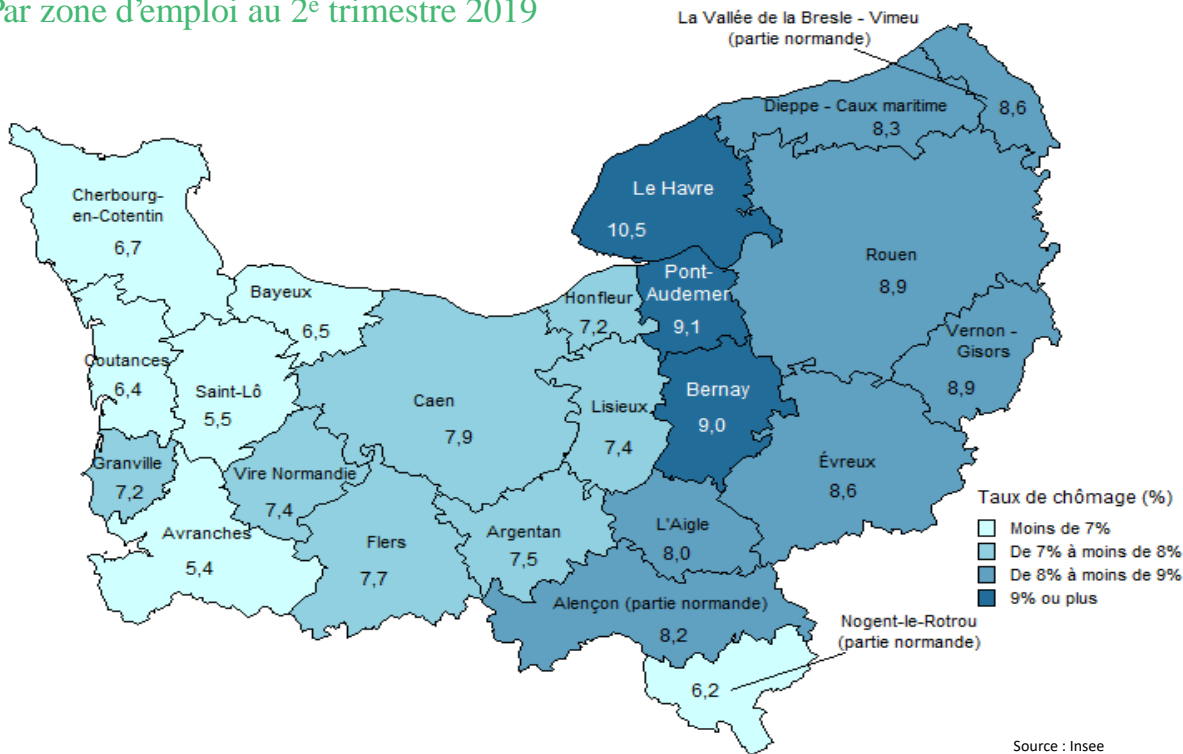 Par zone d'emploi au 2e trimestre 2019
La Vallée de la Bresle - Vimeu
(partie normande)
8,6
Dieppe - Caux maritime
8,3
Le Havre
10,5
Cherbourg-
en-Cotentin
6,7
Rouen
8,9
Pont-
Audemer
9,1
Bayeux
6,5
Honfleur
7,2
Vernon -
Gisors
8,9
Coutances
6,4
Saint-Lô
5,5
Caen
7,9
Lisieux
7,4
Bernay
9,0
Granville
7,2
Vire Normandie
7,4
Évreux
8,6
Avranches
5,4
Flers
7,7
Argentan
7,5
L'Aigle
8,0
Alençon (partie normande)
8,2
Nogent-le-Rotrou
(partie normande)
6,2
Taux de chômage (%)
Moins de 7%
De 7% à moins de 8%
De 8% à moins de 9%
9% ou plus
Source : Insee